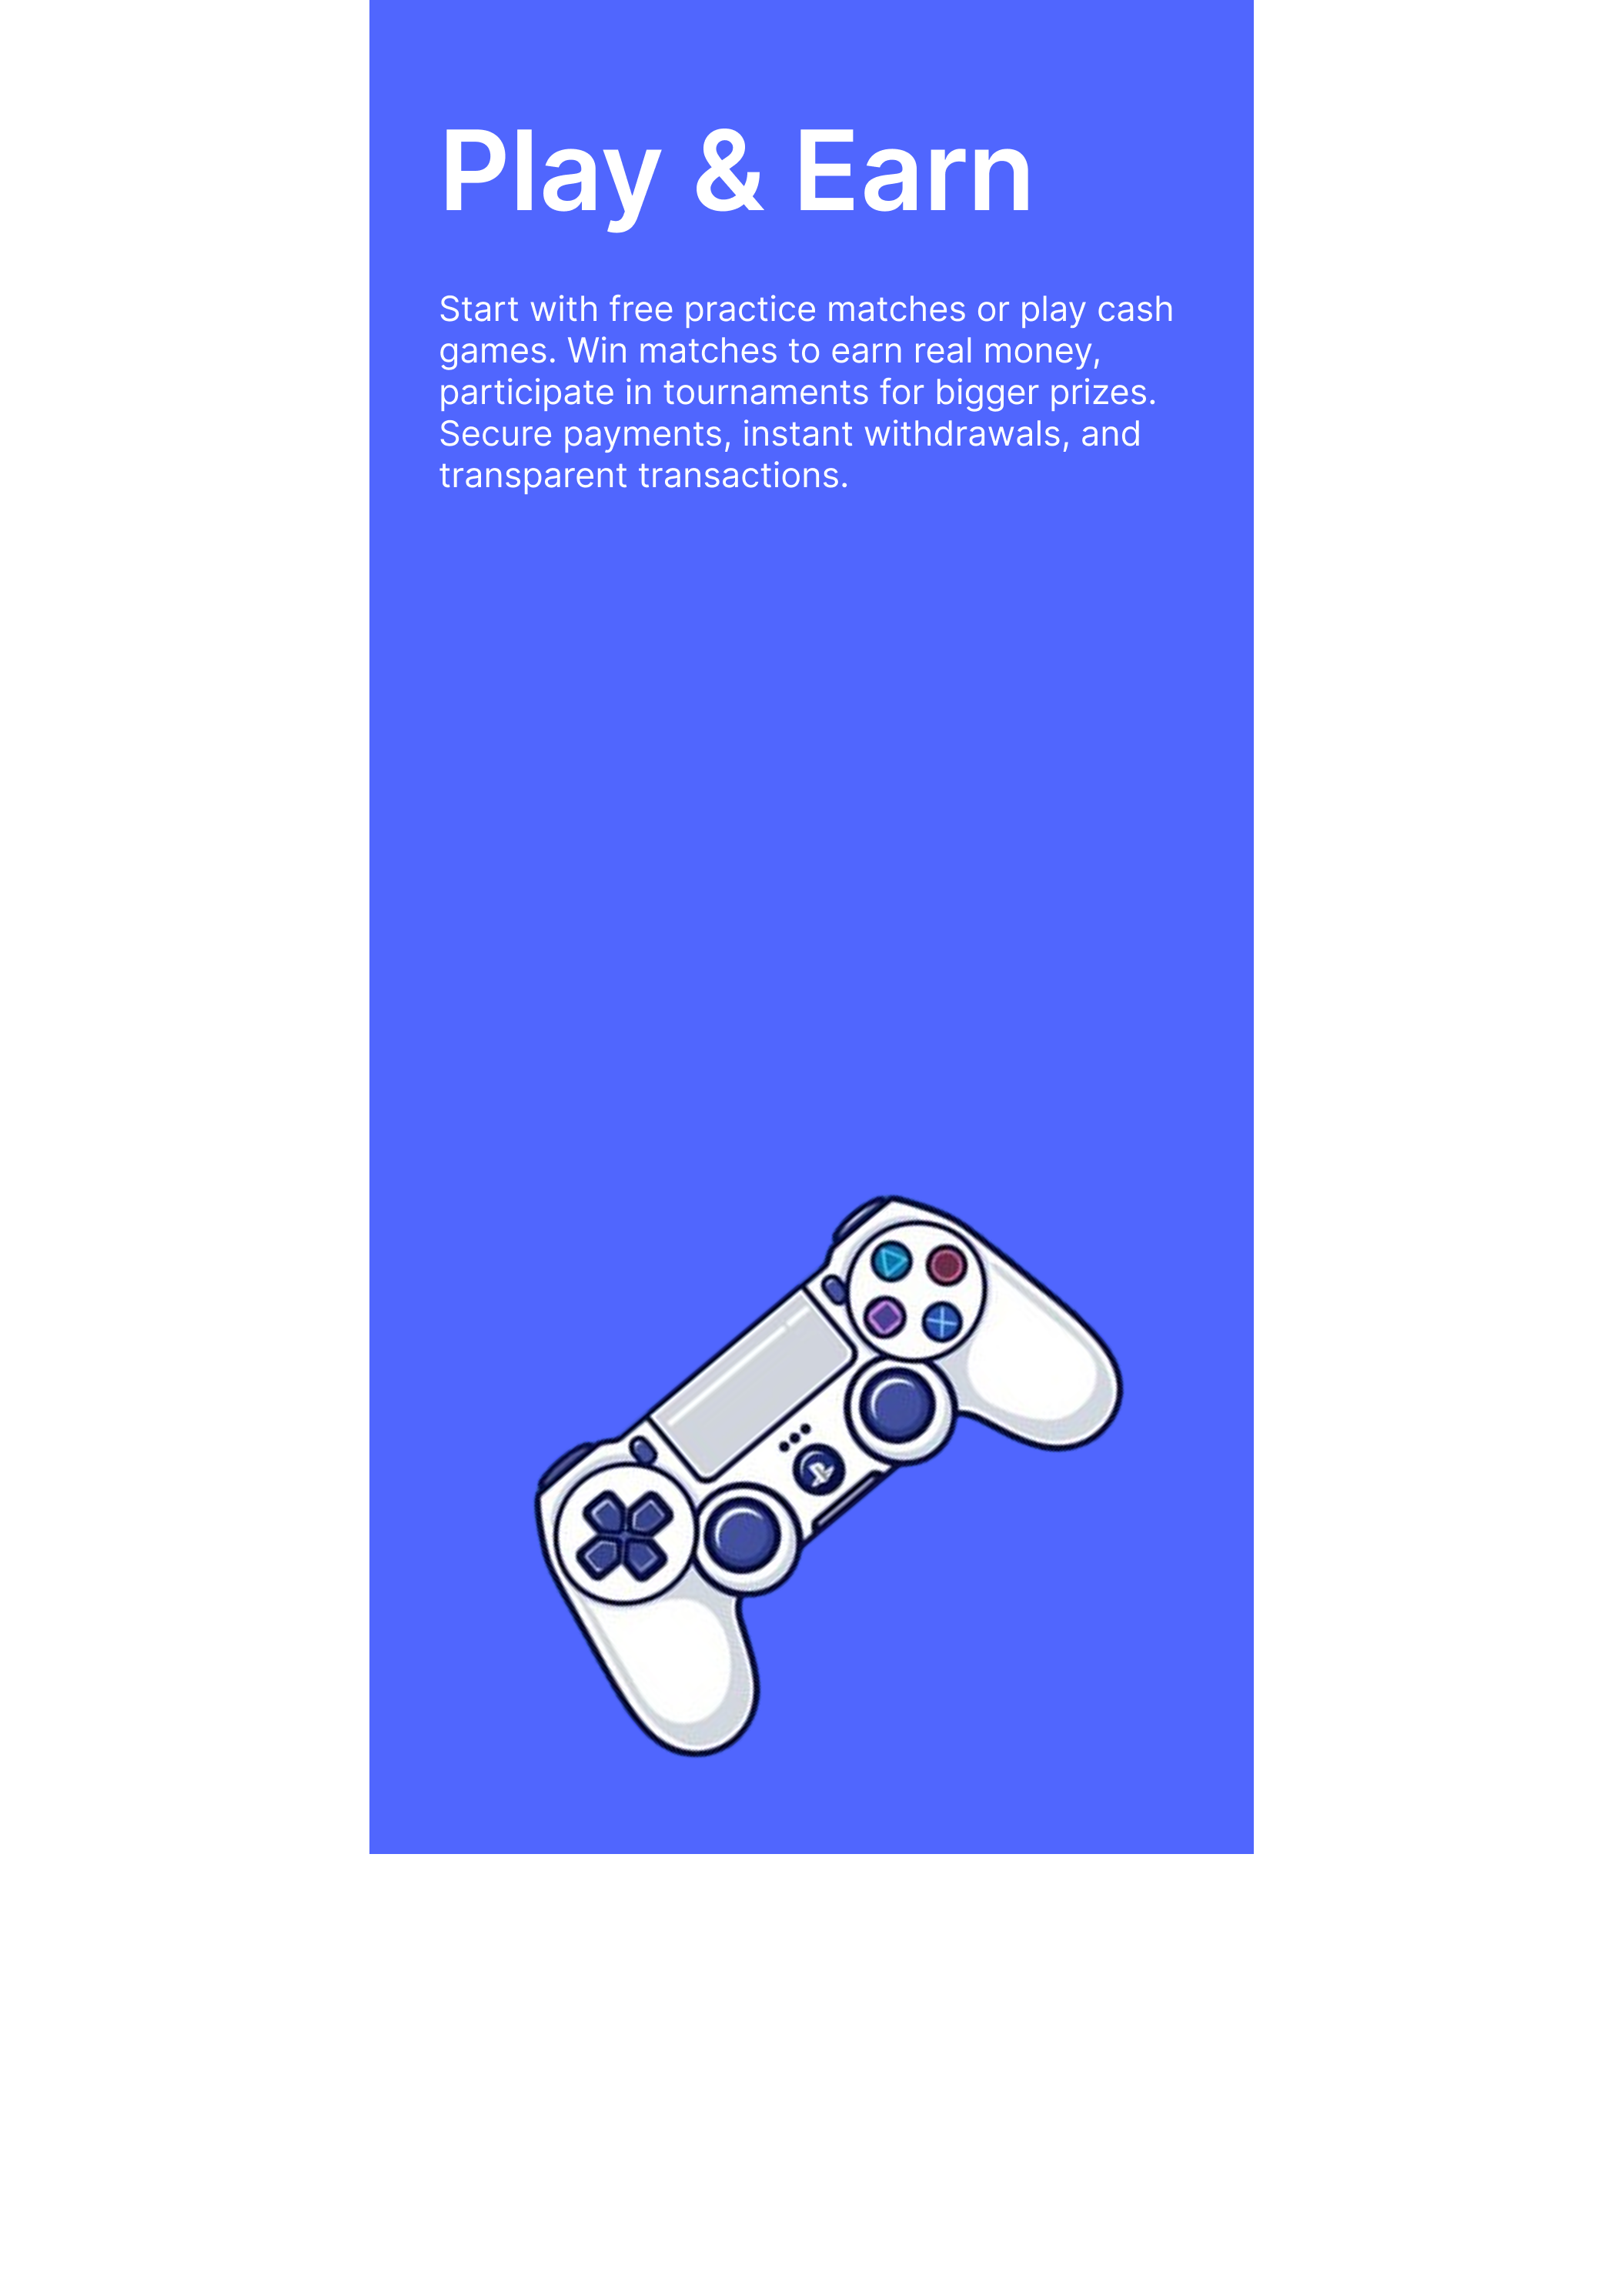 Play & Earn
Start with free practice matches or play cash
games. Win matches to earn real money,
participate in tournaments for bigger prizes.
Secure payments, instant withdrawals, and
transparent transactions.